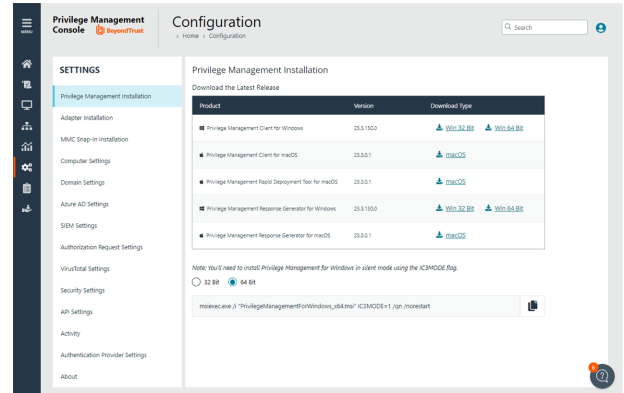 MENU
Privilege Management
Console BeyondTrust
Configuration
› Home › Configuration
Search
SETTINGS
Privilege Management Installation
Adapter Installation
MMC Snap-in Installation
Computer Settings
Domain Settings
Azure AD Settings
SIEM Settings
Authorization Request Settings
VirusTotal Settings
Security Settings
API Settings
Activity
Authentication Provider Settings
About
Privilege Management Installation
Download the Latest Release
Product Version Download Type
Privilege Management Client for Windows 23.3.150.0 Win 32 Bit Win 64 Bit
Privilege Management Client for macOS 23.3.0.1 macOS
Privilege Management Rapid Deployment Tool for macOS 23.3.0.1 macOS
Privilege Management Response Generator for Windows 23.3.150.0 Win 32 Bit Win 64 Bit
Privilege Management Response Generator for macOS 23.3.0.1 macOS
Note: You'll need to install Privilege Management for Windows in silent mode using the IC3MODE flag.
32 Bit 64 Bit
msiexec.exe /i "PrivilegeManagementForWindows_x64.msi" IC3MODE=1 /qn /norestart
6